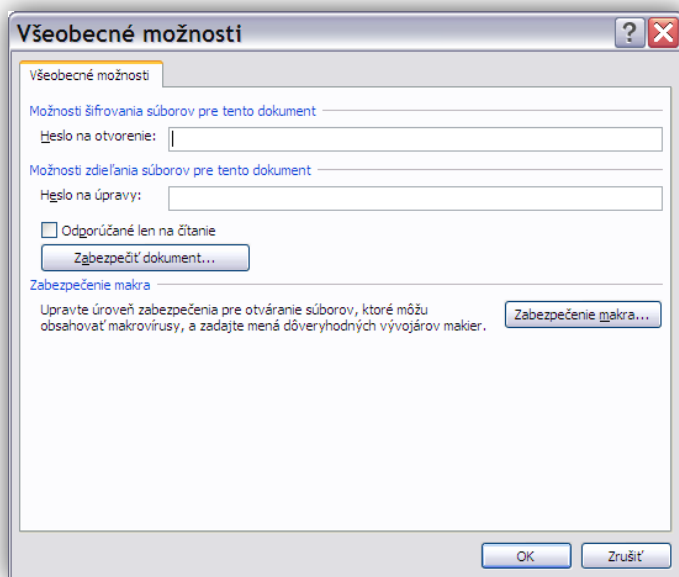 Všeobecné možnosti
?
Všeobecné možnosti
Možnosti šifrovania súborov pre tento dokument
Heslo na otvorenie:
Možnosti zdieľania súborov pre tento dokument
Heslo na úpravy:
Odporúčané len na čítanie
Zabezpečiť dokument...
Zabezpečenie makra
Upravte úroveň zabezpečenia pre otváranie súborov, ktoré môžu
obsahovať makrovírusy, a zadajte mená dôveryhodných vývojárov makier.
Zabezpečenie makra...
OK Zrušiť